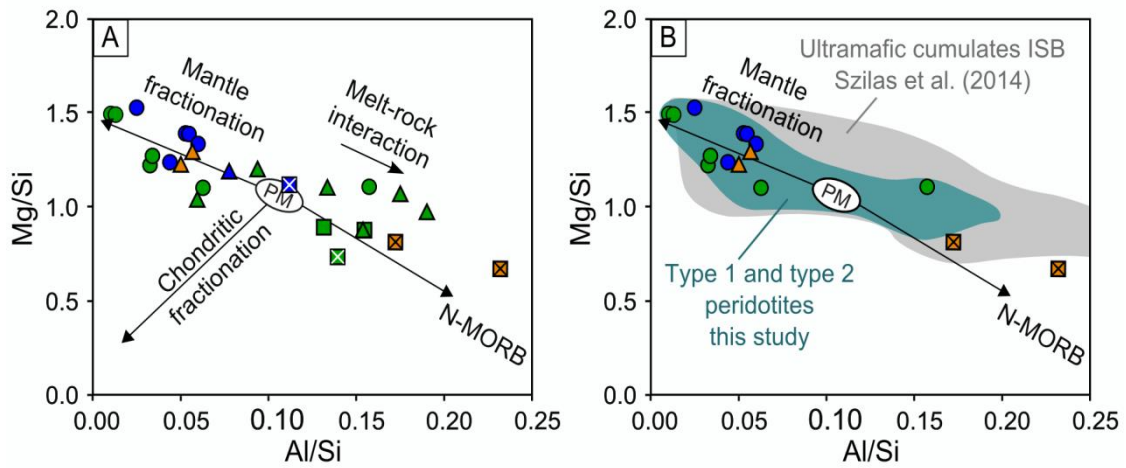 A
Mantle
fractionation
Melt-rock
interaction
PM
Chondritic
fractionation
N-MORB
Mg/Si
2.0
1.5
1.0
0.5
0.0
0.00 0.05 0.10 0.15 0.20 0.25
Al/Si
B
Ultramafic cumulates ISB
Szilas et al. (2014)
Mantle
fractionation
PM
Type 1 and type 2
peridotites
this study
N-MORB
Mg/Si
2.0
1.5
1.0
0.5
0.0
0.00 0.05 0.10 0.15 0.20 0.25
Al/Si